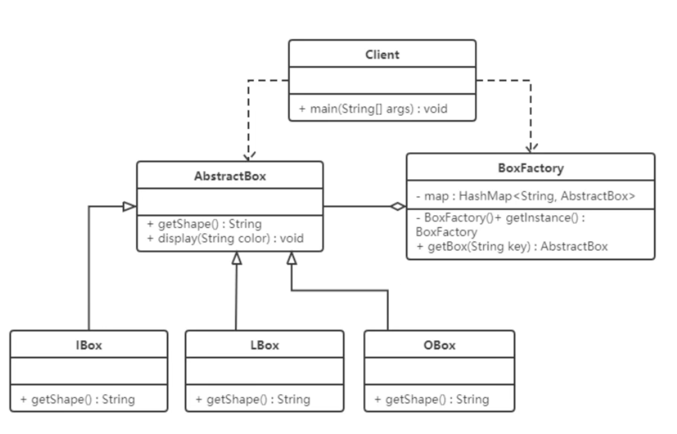 Client
+ main(String[] args) : void
AbstractBox
+ getShape() : String
+ display(String color) : void
BoxFactory
- map : HashMap<String, AbstractBox>
- BoxFactory()+ getInstance() :
BoxFactory
+ getBox(String key) : AbstractBox
IBox
+ getShape() : String
LBox
+ getShape() : String
OBox
+ getShape() : String